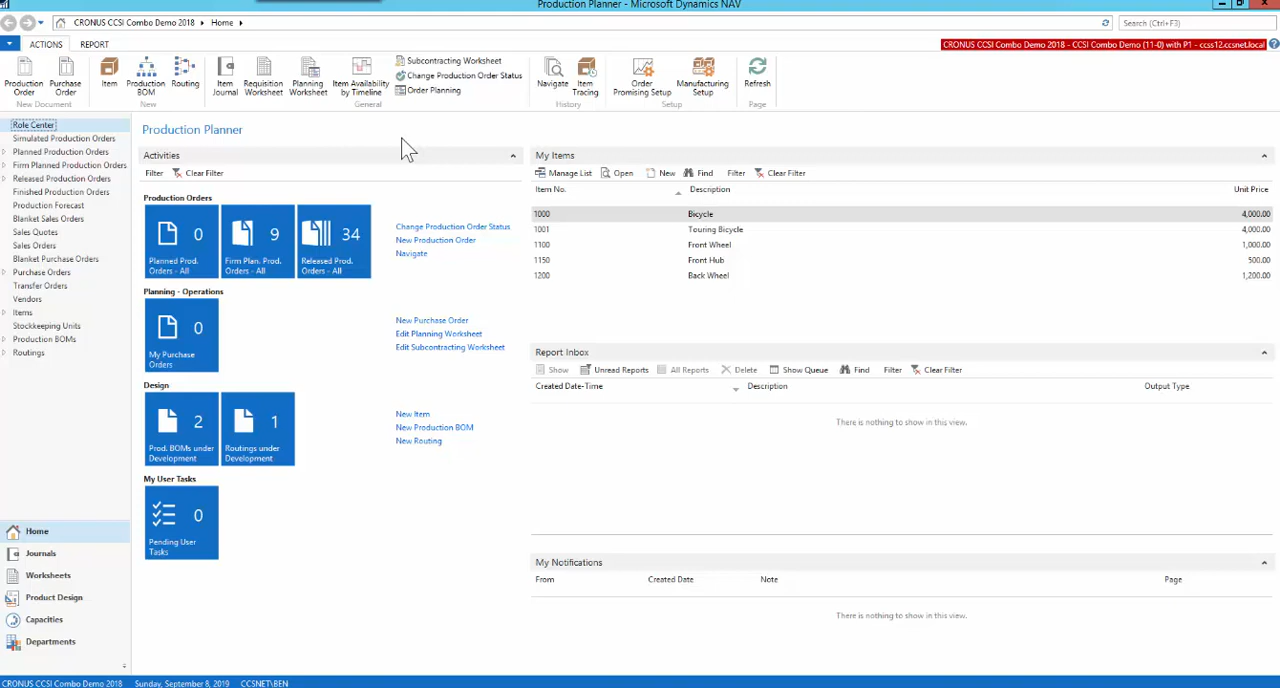 Production Planner - Microsoft Dynamics NAV
CRONUS CCSI Combo Demo 2018 ▸ Home ▸
Search (Ctrl+F3)
ACTIONS REPORT
CRONUS CCSI Combo Demo 2018 - CCSI Combo Demo (11-0) with P1 - ccss12.ccsnet.local
Production Order
Purchase Order
New Document
Item
Production BOM
Routing
New
Item Journal
Requisition Worksheet
Planning Worksheet
Item Availability by Timeline
Subcontracting Worksheet
Change Production Order Status
Order Planning
General
Navigate
Item Tracing
History
Order Promising Setup
Manufacturing Setup
Setup
Refresh
Page
Role Center
Simulated Production Orders
Planned Production Orders
Firm Planned Production Orders
Released Production Orders
Finished Production Orders
Production Forecast
Blanket Sales Orders
Sales Quotes
Sales Orders
Blanket Purchase Orders
Purchase Orders
Transfer Orders
Vendors
Items
Stockkeeping Units
Production BOMs
Routings
Home
Journals
Worksheets
Product Design
Capacities
Departments
Production Planner
Activities
Filter Clear Filter
Production Orders
0
Planned Prod. Orders - All
9
Firm Plan. Prod. Orders - All
34
Released Prod. Orders - All
Change Production Order Status
New Production Order
Navigate
Planning - Operations
0
My Purchase Orders
New Purchase Order
Edit Planning Worksheet
Edit Subcontracting Worksheet
Design
2
Prod. BOMs under Development
1
Routings under Development
New Item
New Production BOM
New Routing
My User Tasks
0
Pending User Tasks
My Items
Manage List Open New Find Filter Clear Filter
Item No. Description Unit Price
1000 Bicycle 4,000.00
1001 Touring Bicycle 4,000.00
1100 Front Wheel 1,000.00
1150 Front Hub 500.00
1200 Back Wheel 1,200.00
Report Inbox
Show Unread Reports All Reports Delete Show Queue Find Filter Clear Filter
Created Date-Time Description Output Type
There is nothing to show in this view.
My Notifications
From Created Date Note Page
There is nothing to show in this view.
CRONUS CCSI Combo Demo 2018 Sunday, September 8, 2019 CCSNET\BEN